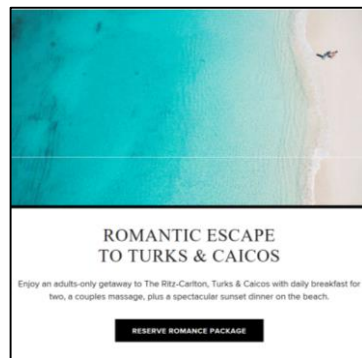 ROMANTIC ESCAPE
TO TURKS & CAICOS
Enjoy an adults-only getaway to The Ritz-Carlton, Turks & Caicos with daily breakfast for
two, a couples massage, plus a spectacular sunset dinner on the beach.
RESERVE ROMANCE PACKAGE